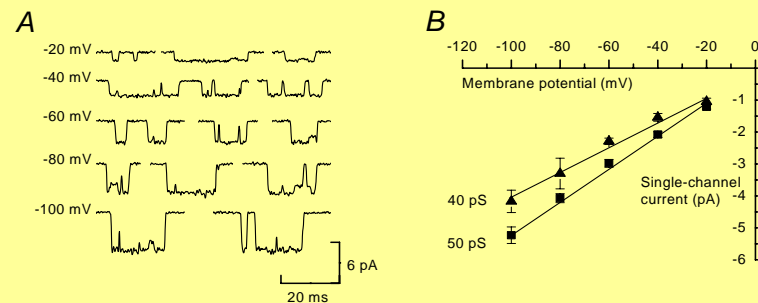 A
-20 mV
-40 mV
-60 mV
-80 mV
-100 mV
6 pA
20 ms
B
-120 -100 -80 -60 -40 -20 0
Membrane potential (mV)
-1
-2
-3
-4
-5
-6
Single-channel
current (pA)
40 pS
50 pS